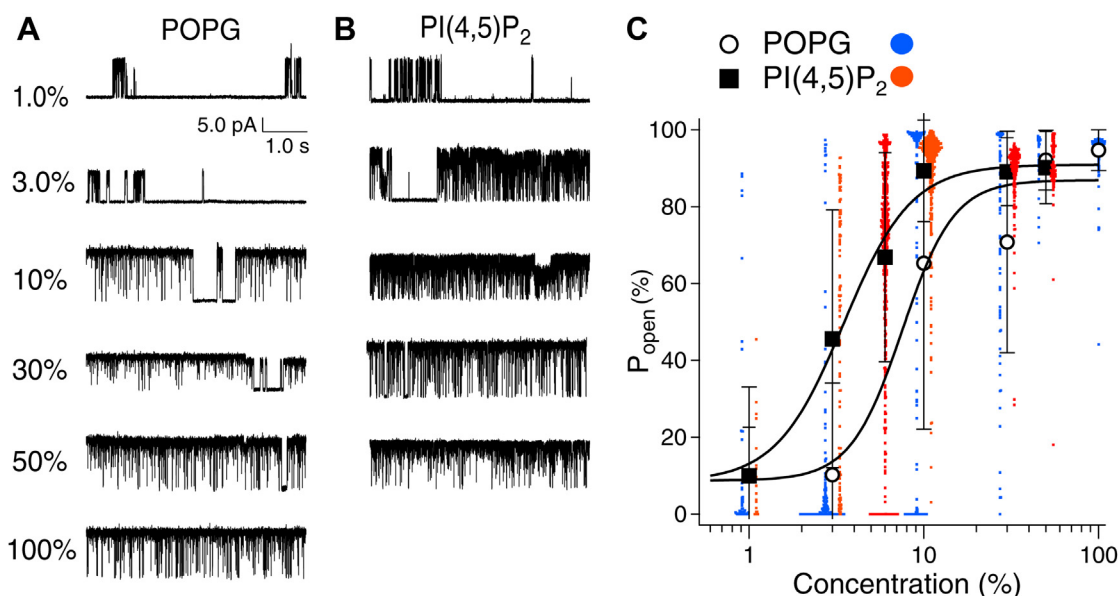 A
POPG
B
PI(4,5)P2
C
POPG
PI(4,5)P2
1.0%
5.0 pA
1.0 s
3.0%
10%
30%
50%
100%
Popen (%)
100
80
60
40
20
0
1
10
100
Concentration (%)